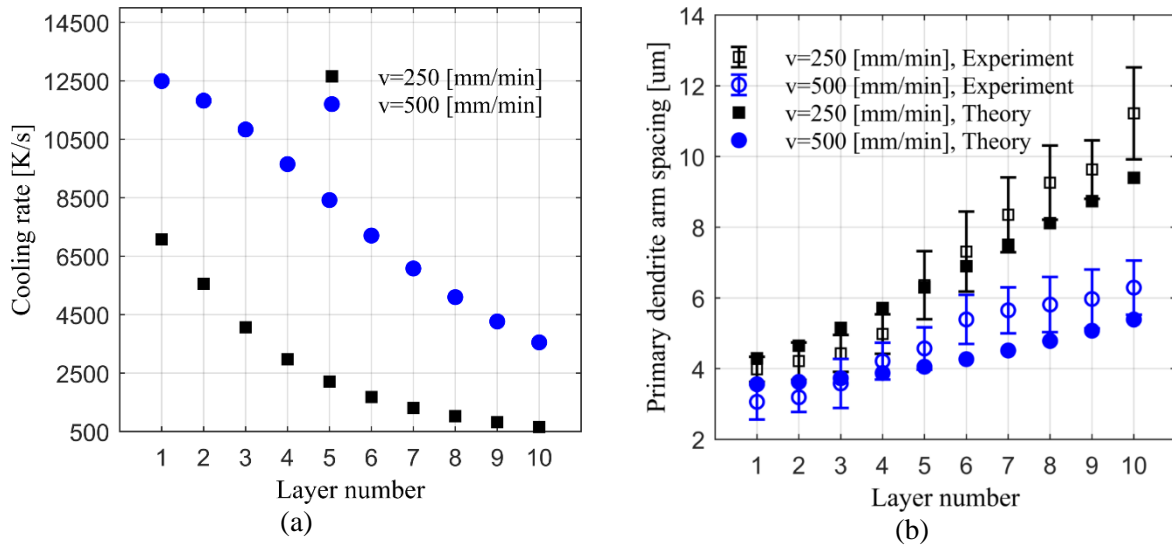 14500
12500
10500
8500
6500
4500
2500
500
Cooling rate [K/s]
v=250 [mm/min]
v=500 [mm/min]
1 2 3 4 5 6 7 8 9 10
Layer number
(a)
14
12
10
8
6
4
2
Primary dendrite arm spacing [um]
v=250 [mm/min], Experiment
v=500 [mm/min], Experiment
v=250 [mm/min], Theory
v=500 [mm/min], Theory
1 2 3 4 5 6 7 8 9 10
Layer number
(b)